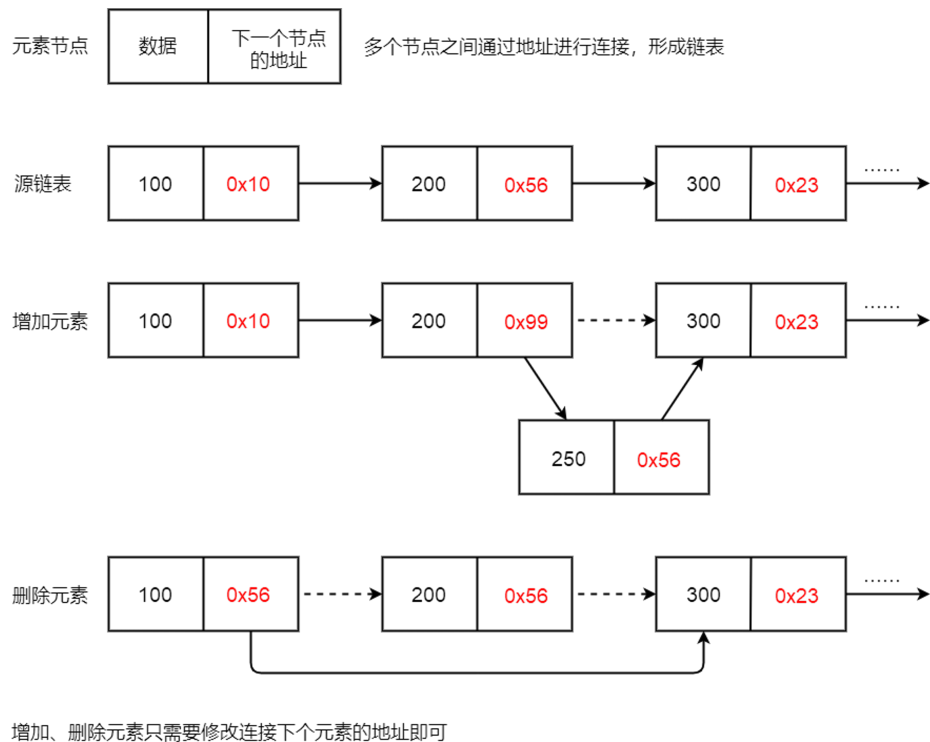 元素节点 数据 下一个节点
的地址 多个节点之间通过地址进行连接，形成链表
源链表 100 0x10 200 0x56 300 0x23 ......
增加元素 100 0x10 200 0x99 300 0x23 ......
250 0x56
删除元素 100 0x56 200 0x56 300 0x23 ......
增加、删除元素只需要修改连接下个元素的地址即可